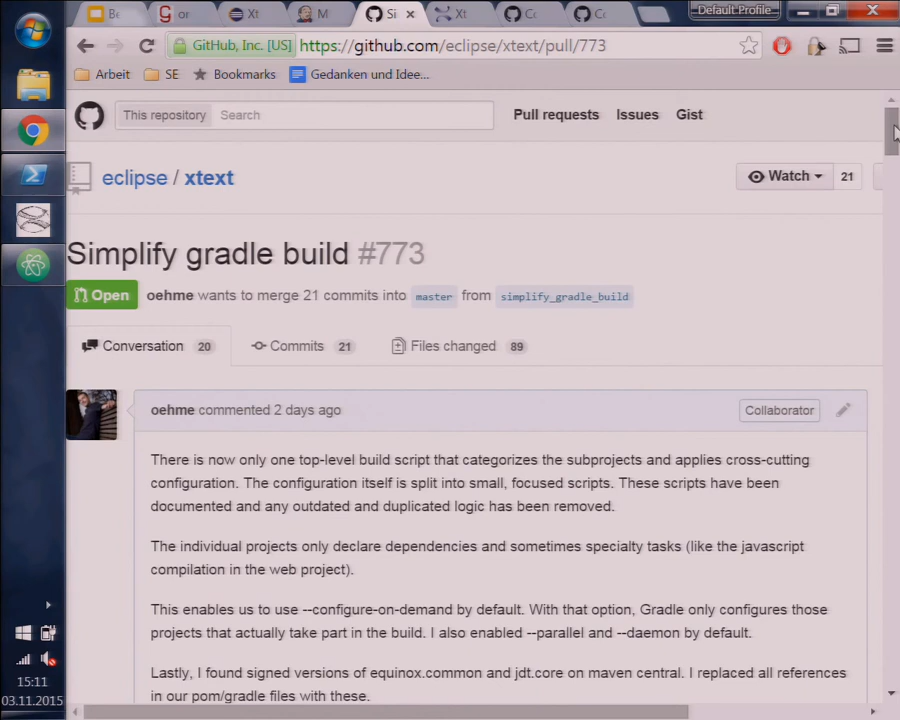 Be
or
Xt
M
Si
Xt
Co
Co
Default Profile
GitHub, Inc. [US]
https://github.com/eclipse/xtext/pull/773
Arbeit
SE
Bookmarks
Gedanken und Idee...
This repository
Search
Pull requests
Issues
Gist
eclipse / xtext
Watch
21
Simplify gradle build #773
Open
oehme wants to merge 21 commits into master from simplify_gradle_build
Conversation 20
Commits 21
Files changed 89
oehme commented 2 days ago
Collaborator
There is now only one top-level build script that categorizes the subprojects and applies cross-cutting
configuration. The configuration itself is split into small, focused scripts. These scripts have been
documented and any outdated and duplicated logic has been removed.
The individual projects only declare dependencies and sometimes specialty tasks (like the javascript
compilation in the web project).
This enables us to use --configure-on-demand by default. With that option, Gradle only configures those
projects that actually take part in the build. I also enabled --parallel and --daemon by default.
Lastly, I found signed versions of equinox.common and jdt.core on maven central. I replaced all references
in our pom/gradle files with these.
15:11
03.11.2015